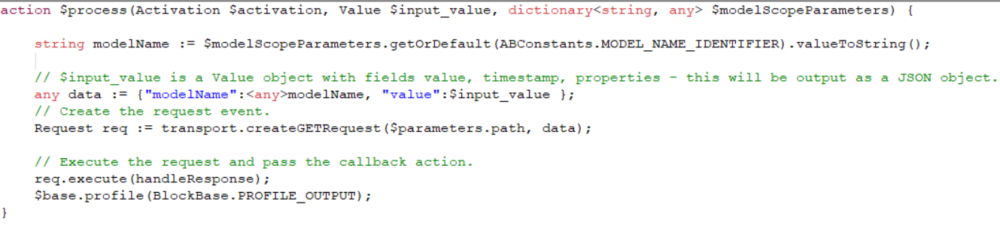 action $process(Activation $activation, Value $input_value, dictionary<string, any> $modelScopeParameters) {
string modelName := $modelScopeParameters.getOrDefault(ABConstants.MODEL_NAME_IDENTIFIER).valueToString();
// $input_value is a Value object with fields value, timestamp, properties - this will be output as a JSON object.
any data := {"modelName":<any>modelName, "value":$input_value };
// Create the request event.
Request req := transport.createGETRequest($parameters.path, data);
// Execute the request and pass the callback action.
req.execute(handleResponse);
$base.profile(BlockBase.PROFILE_OUTPUT);
}